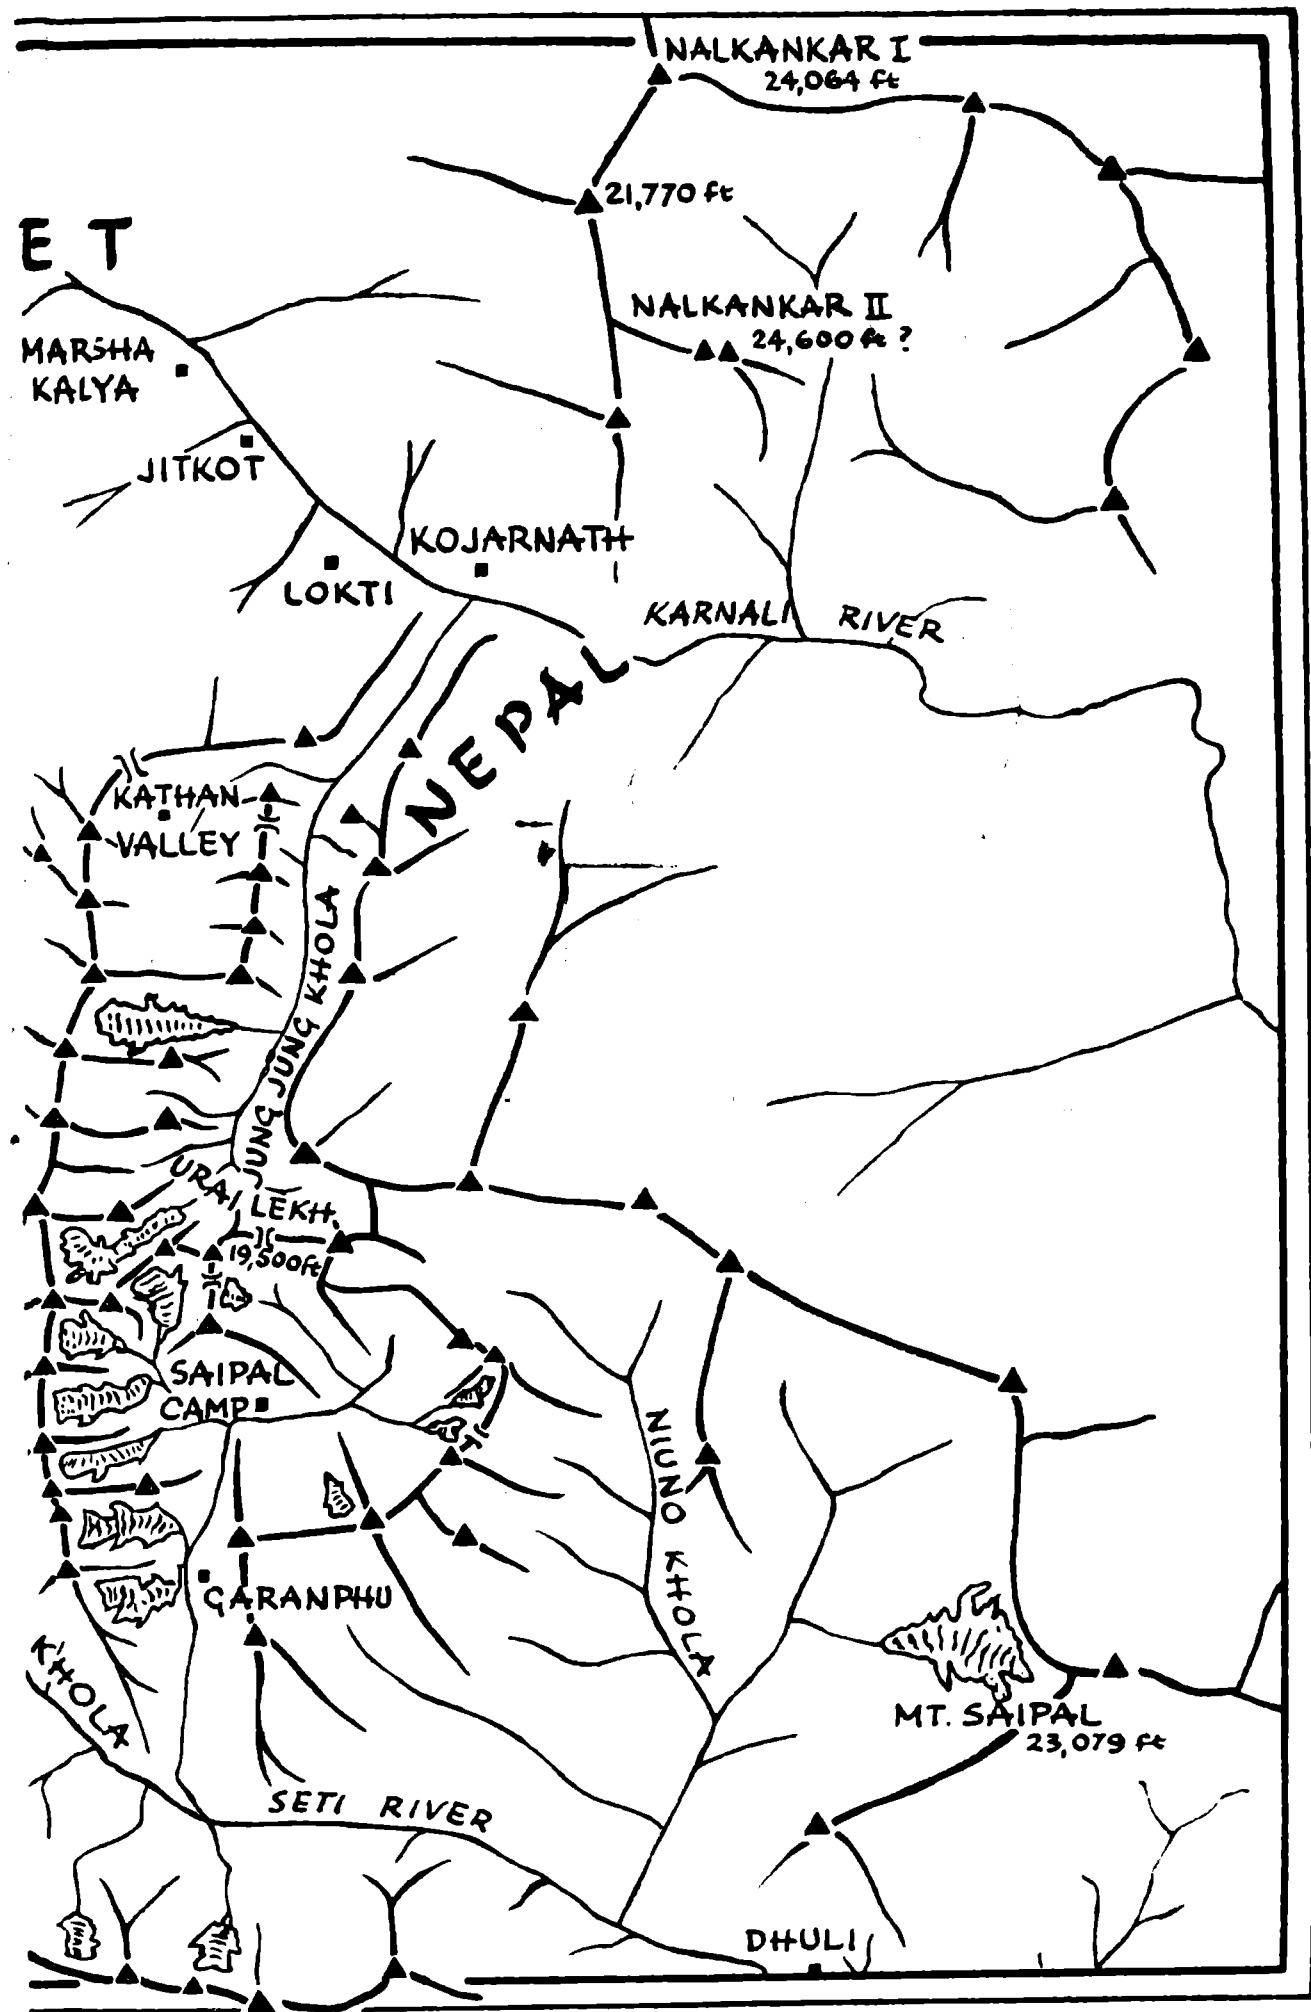 NALKANKAR I
24,064 ft
21,770 ft
E T
NALKANKAR II
24,600 ft ?
MARSHA
KALYA
JITKOT
KOJARNATH
LOKTI
KARNALI RIVER
NEPAL
KATHAN
VALLEY
JUNG JUNG KHOLA
URAI LEKH
19,500ft
SAIPAL
CAMP
NIUNO KHOLA
GARANPHU
KHOLA
MT. SAIPAL
23,079 ft
SETI RIVER
DHULI